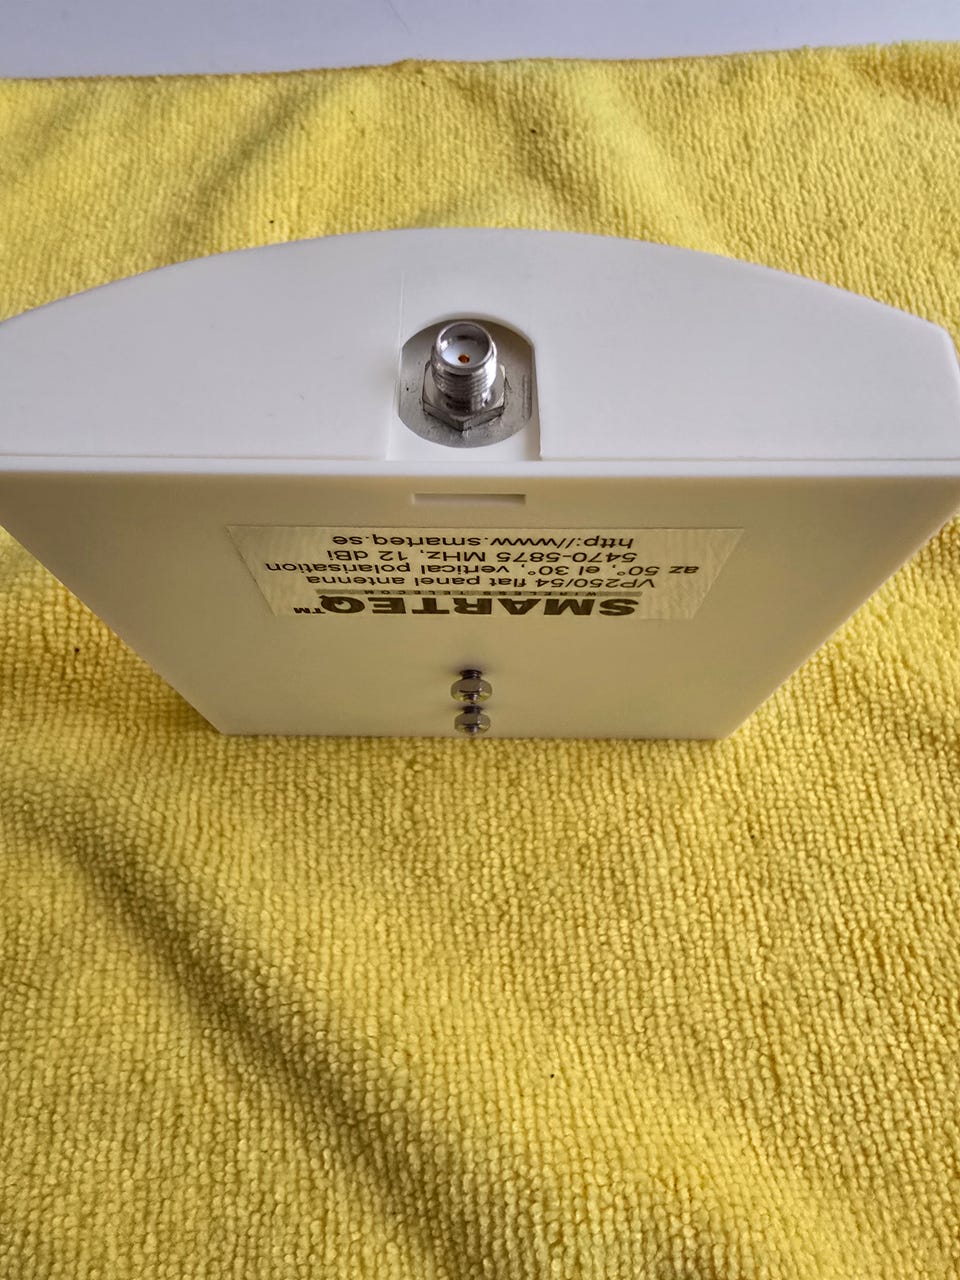 SMARTEQ™
WIRELESS TELECOM
VP250/54 flat panel antenna
az 50°, el 30°, vertical polarisation
5470-5875 MHz, 12 dBi
http://www.smarteq.se